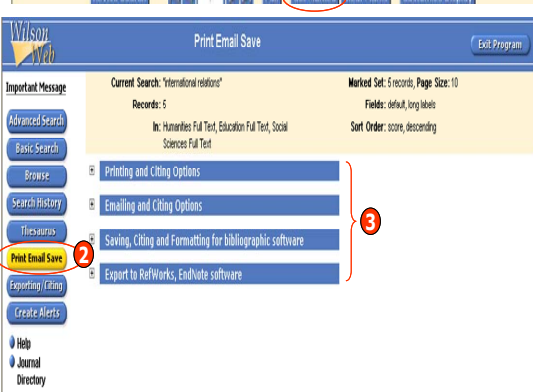 Wilson
Web
Print Email Save
Exit Program
Important Message
Current Search: "international relations"
Marked Set: 5 records, Page Size: 10
Records: 5
Fields: default, long labels
In: Humanities Full Text, Education Full Text, Social
Sciences Full Text
Sort Order: score, descending
Advanced Search
Basic Search
Browse
Search History
Thesaurus
Print Email Save
Exporting/Citing
Create Alerts
Help
Journal
Directory
2
Printing and Citing Options
Emailing and Citing Options
Saving, Citing and Formatting for bibliographic software
Export to RefWorks, EndNote software
3